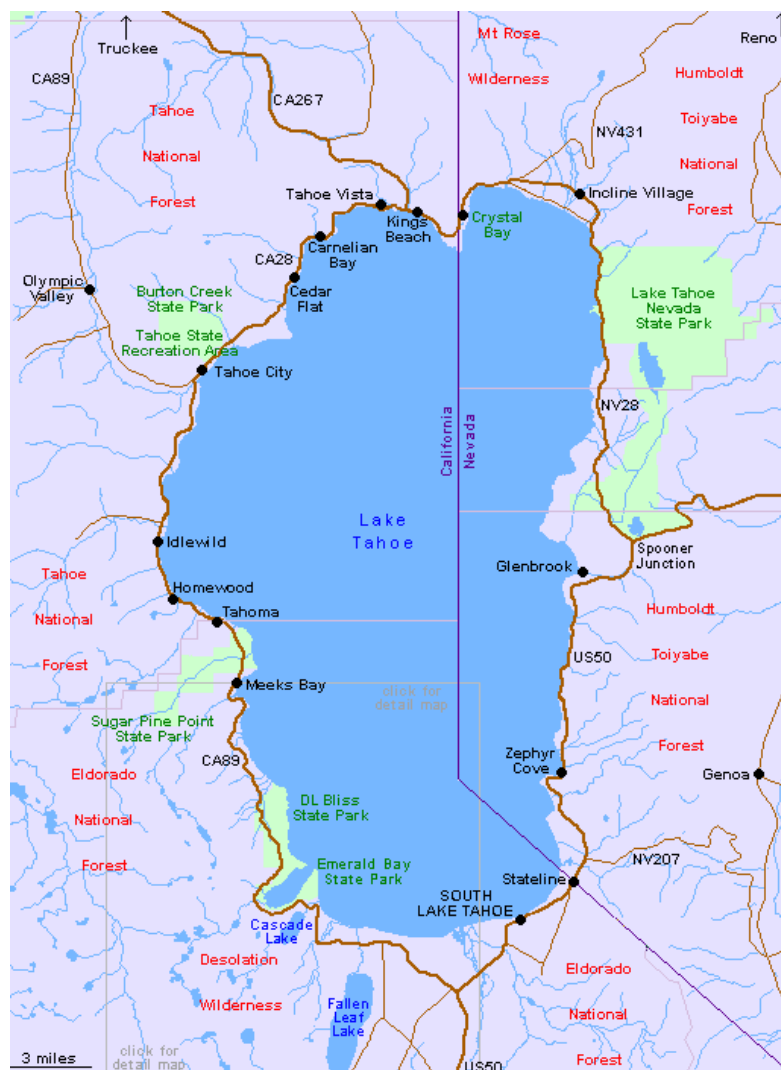 Truckee
Mt Rose
Wilderness
Reno
CA89
CA267
Humboldt
Toiyabe
National
Forest
Tahoe
National
Forest
NV431
Tahoe Vista
Kings
Beach
Crystal
Bay
Incline Village
Carnelian
Bay
CA28
Cedar
Flat
Olympic
Valley
Burton Creek
State Park
Tahoe State
Recreation Area
Lake Tahoe
Nevada
State Park
Tahoe City
NV28
California
Nevada
Lake
Tahoe
Idlewild
Spooner
Junction
Glenbrook
Tahoe
National
Forest
Homewood
Tahoma
Humboldt
Toiyabe
National
Forest
US50
Meeks Bay
click for
detail map
Sugar Pine Point
State Park
CA89
Zephyr
Cove
Genoa
Eldorado
National
Forest
DL Bliss
State Park
Emerald Bay
State Park
NV207
Stateline
SOUTH
LAKE TAHOE
Cascade
Lake
Desolation
Wilderness
Fallen
Leaf
Lake
Eldorado
National
Forest
3 miles
click for
detail map
US50